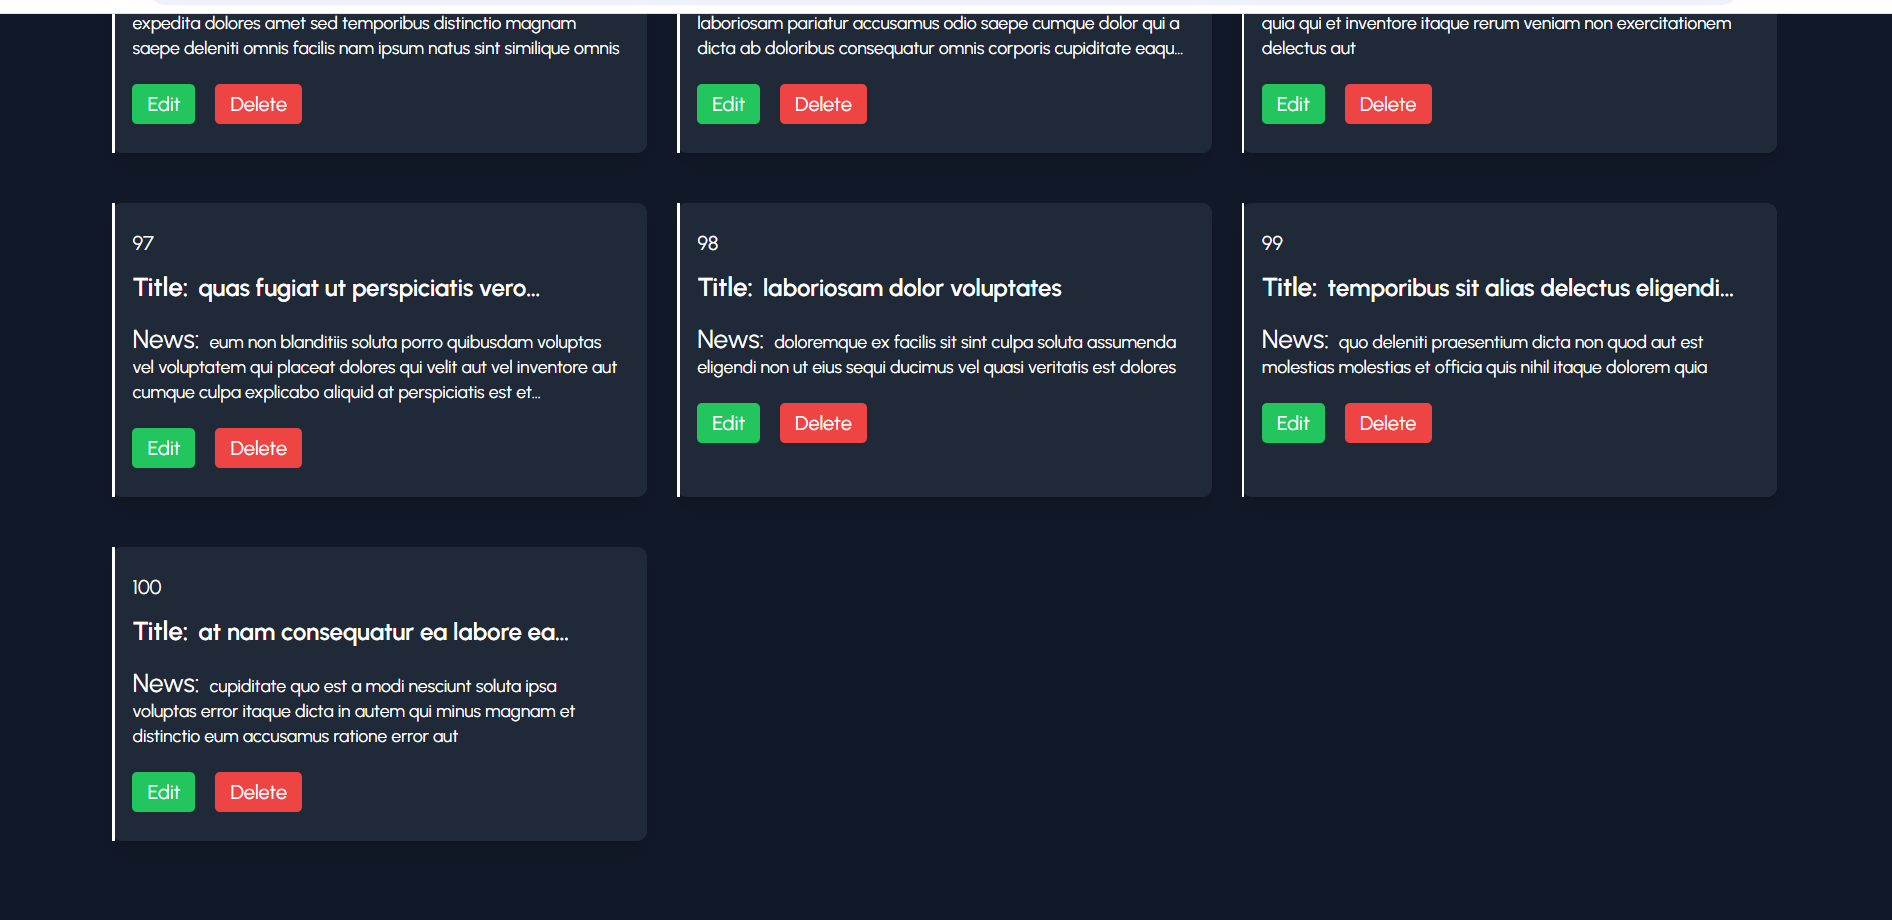 expedita dolores amet sed temporibus distinctio magnam
saepe deleniti omnis facilis nam ipsum natus sint similique omnis
Edit Delete
laboriosam pariatur accusamus odio saepe cumque dolor qui a
dicta ab doloribus consequatur omnis corporis cupiditate eaqu...
Edit Delete
quia qui et inventore itaque rerum veniam non exercitationem
delectus aut
Edit Delete
97
Title: quas fugiat ut perspiciatis vero...
News: eum non blanditiis soluta porro quibusdam voluptas
vel voluptatem qui placeat dolores qui velit aut vel inventore aut
cumque culpa explicabo aliquid at perspiciatis est et...
Edit Delete
98
Title: laboriosam dolor voluptates
News: doloremque ex facilis sit sint culpa soluta assumenda
eligendi non ut eius sequi ducimus vel quasi veritatis est dolores
Edit Delete
99
Title: temporibus sit alias delectus eligendi...
News: quo deleniti praesentium dicta non quod aut est
molestias molestias et officia quis nihil itaque dolorem quia
Edit Delete
100
Title: at nam consequatur ea labore ea...
News: cupiditate quo est a modi nesciunt soluta ipsa
voluptas error itaque dicta in autem qui minus magnam et
distinctio eum accusamus ratione error aut
Edit Delete